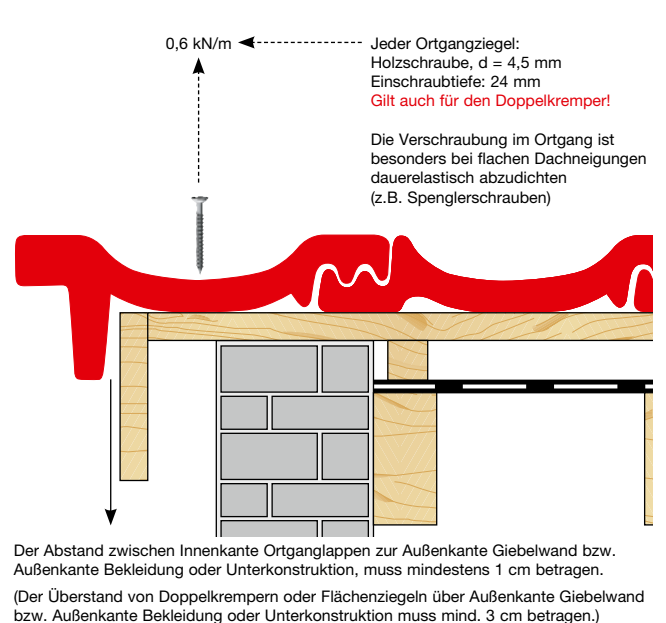 0,6 kN/m
Jeder Ortgangziegel:
Holzschraube, d = 4,5 mm
Einschraubtiefe: 24 mm
Gilt auch für den Doppelkremper!
Die Verschraubung im Ortgang ist
besonders bei flachen Dachneigungen
dauerelastisch abzudichten
(z.B. Spenglerschrauben)
Der Abstand zwischen Innenkante Ortganglappen zur Außenkante Giebelwand bzw.
Außenkante Bekleidung oder Unterkonstruktion, muss mindestens 1 cm betragen.
(Der Überstand von Doppelkrempern oder Flächenziegeln über Außenkante Giebelwand
bzw. Außenkante Bekleidung oder Unterkonstruktion muss mind. 3 cm betragen.)